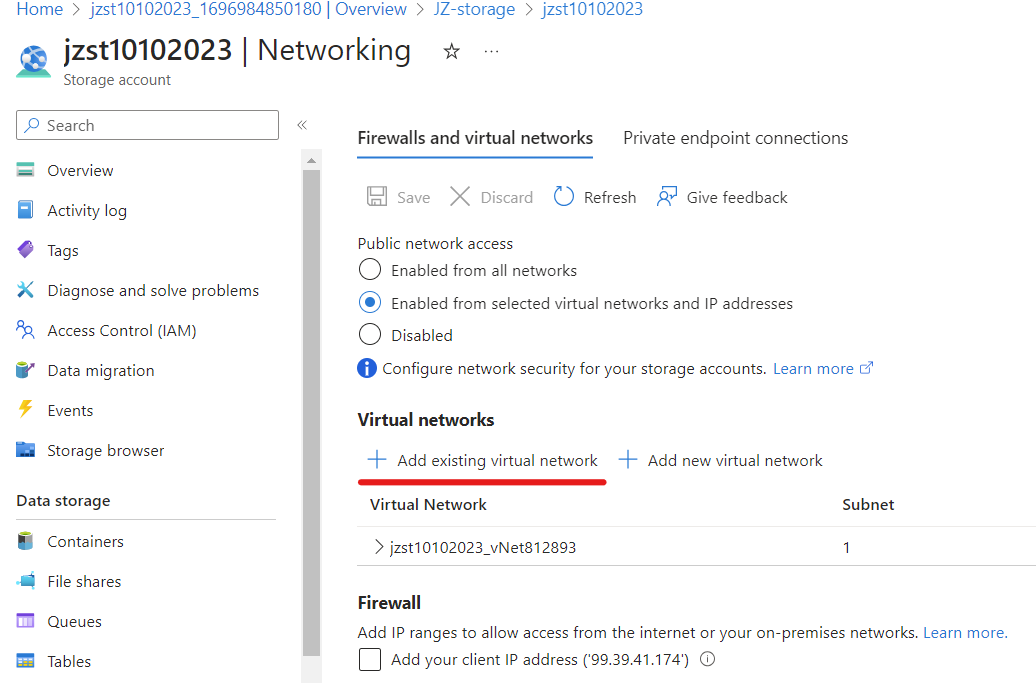 Home > jzst10102023_1696984850180 | Overview > JZ-storage > jzst10102023
jzst10102023 | Networking
Storage account
Search
Overview
Activity log
Tags
Diagnose and solve problems
Access Control (IAM)
Data migration
Events
Storage browser
Data storage
Containers
File shares
Queues
Tables
Firewalls and virtual networks Private endpoint connections
Save Discard Refresh Give feedback
Public network access
Enabled from all networks
Enabled from selected virtual networks and IP addresses
Disabled
Configure network security for your storage accounts. Learn more
Virtual networks
Add existing virtual network Add new virtual network
Virtual Network Subnet
jzst10102023_vNet812893 1
Firewall
Add IP ranges to allow access from the internet or your on-premises networks. Learn more.
Add your client IP address ('99.39.41.174')